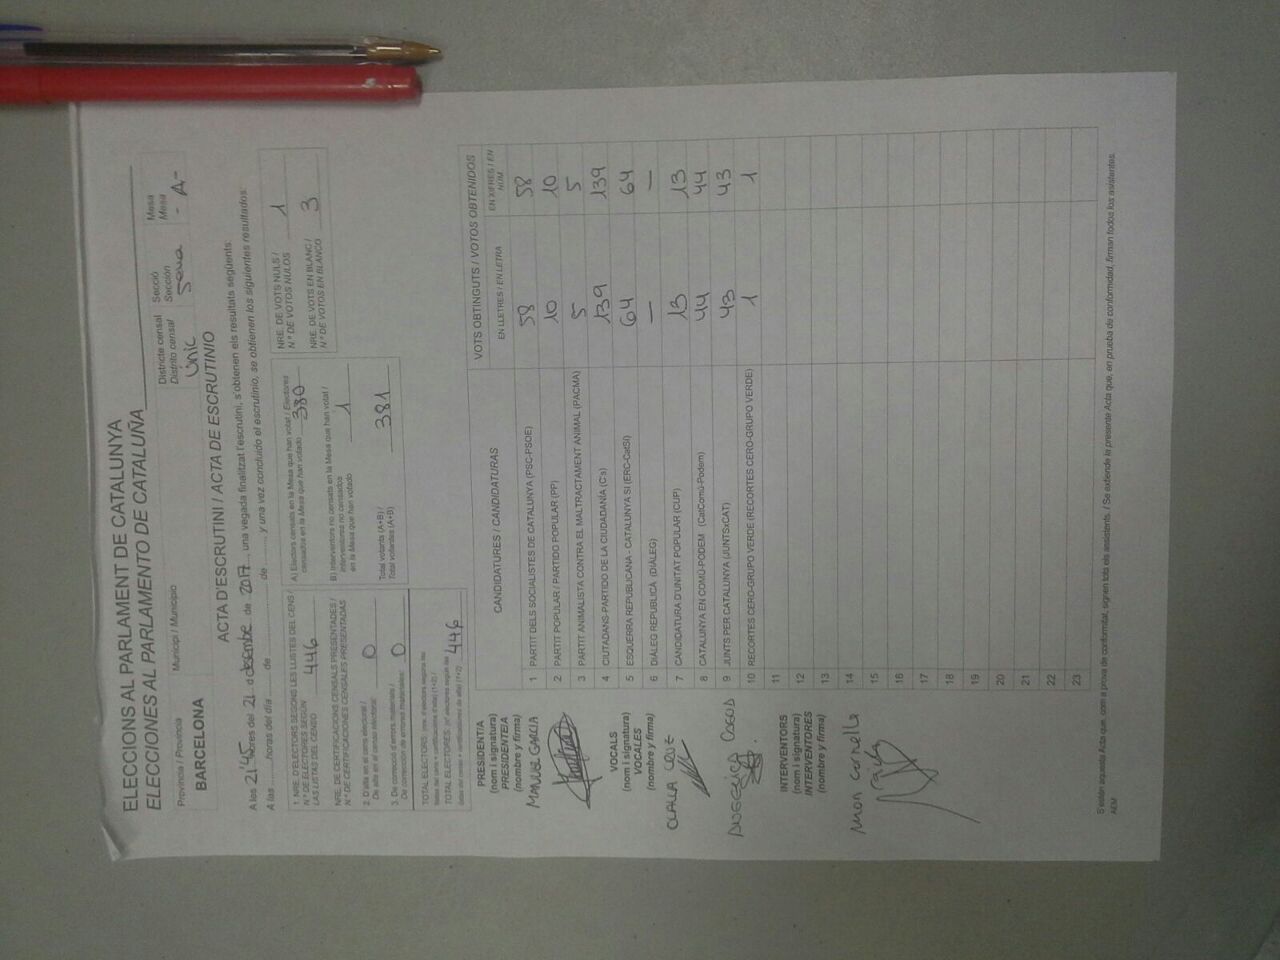 ELECCIONS AL PARLAMENT DE CATALUNYA
ELECCIONES AL PARLAMENTO DE CATALUÑA
Província / Provincia
BARCELONA
Municipi / Municipio
Districte censal
Distrito censal
Únic
Secció
Sección
Mesa
Mesa
- A -
ACTA D'ESCRUTINI / ACTA DE ESCRUTINIO
A les 21'45 hores del 21 d desembre de 2017, una vegada finalitzat l'escrutini, s'obtenen els resultats següents
A las ......... horas del día ......... de ......... de ......... y una vez concluido el escrutinio, se obtienen los siguientes resultados
1. NRE. D'ELECTORS SEGONS LES LLISTES DEL CENS /
N.º DE ELECTORES SEGÚN
LAS LISTAS DEL CENSO 446
NRE. DE CERTIFICACIONS CENSALS PRESENTADES /
N.º DE CERTIFICACIONES CENSALES PRESENTADAS
2. D'alta en el cens electoral /
De alta en el censo electoral: 0
3. De correcció d'errors materials /
De corrección de errores materiales: 0
TOTAL ELECTORS:
TOTAL ELECTORES: 446
A) Electors censats en la Mesa que han votat / Electores
censados en la Mesa que han votado 380
B) Interventors no censats en la Mesa que han votat /
Interventores no censados
en la Mesa que han votado 1
Total votants (A+B) /
Total votantes (A+B) 381
NRE. DE VOTS NULS /
N.º DE VOTOS NULOS 1
NRE. DE VOTS EN BLANC /
N.º DE VOTOS EN BLANCO 3
CANDIDATURES / CANDIDATURAS
VOTS OBTINGUTS / VOTOS OBTENIDOS
EN LLETRES / EN LETRA
EN XIFRES / EN NÚM
1 PARTIT DELS SOCIALISTES DE CATALUNYA (PSC-PSOE) 58 58
2 PARTIT POPULAR / PARTIDO POPULAR (PP) 10 10
3 PARTIT ANIMALISTA CONTRA EL MALTRACTAMENT ANIMAL (PACMA) 5 5
4 CIUTADANS-PARTIDO DE LA CIUDADANÍA (C's) 139 139
5 ESQUERRA REPUBLICANA - CATALUNYA SÍ (ERC-CatSí) 64 64
6 DIÀLEG REPUBLICÀ (DIÀLEG) — —
7 CANDIDATURA D'UNITAT POPULAR (CUP) 13 13
8 CATALUNYA EN COMÚ-PODEM (CatComú-Podem) 44 44
9 JUNTS PER CATALUNYA (JUNTSxCAT) 43 43
10 RECORTES CERO-GRUPO VERDE (RECORTES CERO-GRUPO VERDE) 1 1
11
12
13
14
15
16
17
18
19
20
21
22
23
PRESIDENT/A
(nom i signatura)
PRESIDENTE/A
(nombre y firma)
GARCIA
VOCALS
(nom i signatura)
VOCALES
(nombre y firma)
INTERVENTORS
(nom i signatura)
INTERVENTORES
(nombre y firma)
S'estén aquesta Acta que, com a prova de conformitat, signen tots els assistents. / Se extiende la presente Acta que, en prueba de conformidad, firman todos los asistentes.